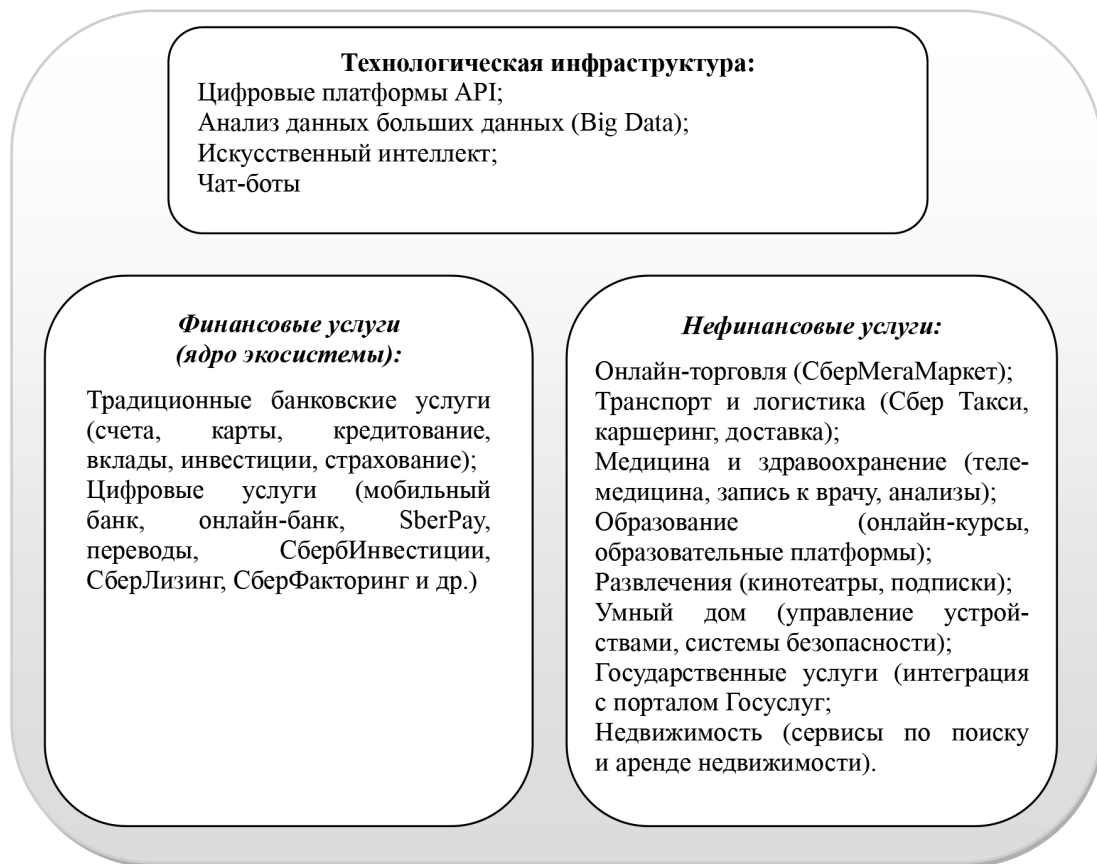 Технологическая инфраструктура:
Цифровые платформы API;
Анализ данных больших данных (Big Data);
Искусственный интеллект;
Чат-боты
Финансовые услуги
(ядро экосистемы):
Традиционные банковские услуги
(счета, карты, кредитование,
вклады, инвестиции, страхование);
Цифровые услуги (мобильный
банк, онлайн-банк, SberPay,
переводы, СбербИнвестиции,
СберЛизинг, СберФакторинг и др.)
Нефинансовые услуги:
Онлайн-торговля (СберМегаМаркет);
Транспорт и логистика (Сбер Такси,
каршеринг, доставка);
Медицина и здравоохранение (теле-
медицина, запись к врачу, анализы);
Образование (онлайн-курсы,
образовательные платформы);
Развлечения (кинотеатры, подписки);
Умный дом (управление устрой-
ствами, системы безопасности);
Государственные услуги (интеграция
с порталом Госуслуг;
Недвижимость (сервисы по поиску
и аренде недвижимости).